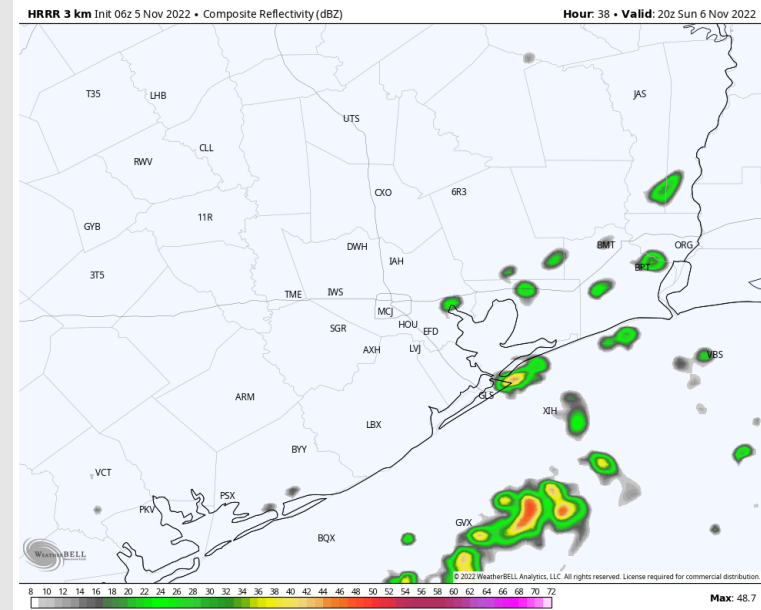 HRRR 3 km Init 06z 5 Nov 2022 • Composite Reflectivity (dBZ)
Hour: 38 • Valid: 20z Sun 6 Nov 2022
T35 LHB JAS
UTS
CLL
RWV
CXO 6R3
11R
GYB
DWH BMT ORG
IAH
BPT
3T5
TME IWS
MCJ
HOU
SGR EFD
AXH LVJ
VBS
ARM GLS
XIH
LBX
BYY
VCT
PSX
PKV
GVX
BQX
WEATHERBELL
© 2022 WeatherBELL Analytics, LLC. All rights reserved. License required for commercial distribution.
8 10 12 14 16 18 20 22 24 26 28 30 32 34 36 38 40 42 44 46 48 50 52 54 56 58 60 62 64 66 68 70 72
Max: 48.7